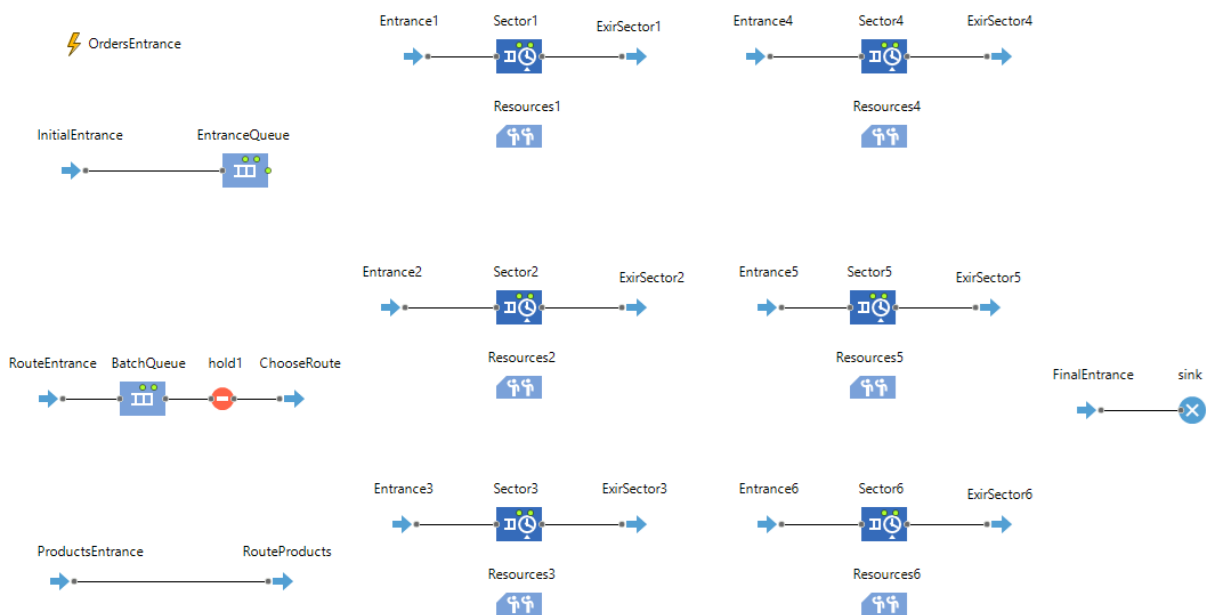 Entrance1 Sector1 ExirSector1 Entrance4 Sector4 ExirSector4
OrdersEntrance
Resources1 Resources4
InitialEntrance EntranceQueue
Entrance2 Sector2 ExirSector2 Entrance5 Sector5 ExirSector5
RouteEntrance BatchQueue hold1 ChooseRoute Resources2 Resources5
FinalEntrance sink
Entrance3 Sector3 ExirSector3 Entrance6 Sector6 ExirSector6
ProductsEntrance RouteProducts
Resources3 Resources6